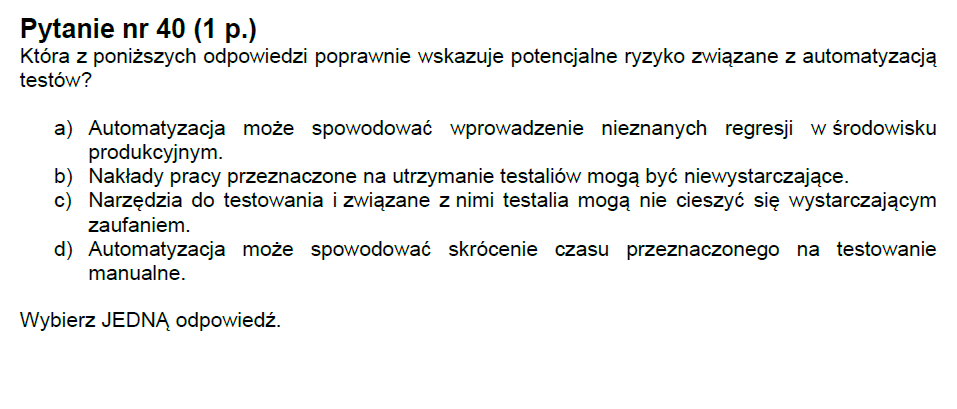 Pytanie nr 40 (1 p.)
Która z poniższych odpowiedzi poprawnie wskazuje potencjalne ryzyko związane z automatyzacją
testów?
a) Automatyzacja może spowodować wprowadzenie nieznanych regresji w środowisku
produkcyjnym.
b) Nakłady pracy przeznaczone na utrzymanie testaliów mogą być niewystarczające.
c) Narzędzia do testowania i związane z nimi testalia mogą nie cieszyć się wystarczającym
zaufaniem.
d) Automatyzacja może spowodować skrócenie czasu przeznaczonego na testowanie
manualne.
Wybierz JEDNĄ odpowiedź.